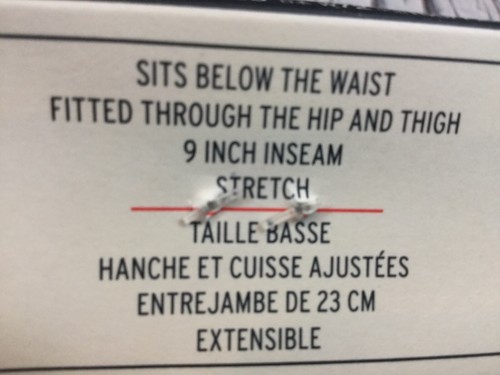 SITS BELOW THE WAIST
FITTED THROUGH THE HIP AND THIGH
9 INCH INSEAM
STRETCH
TAILLE BASSE
HANCHE ET CUISSE AJUSTÉES
ENTREJAMBE DE 23 CM
EXTENSIBLE